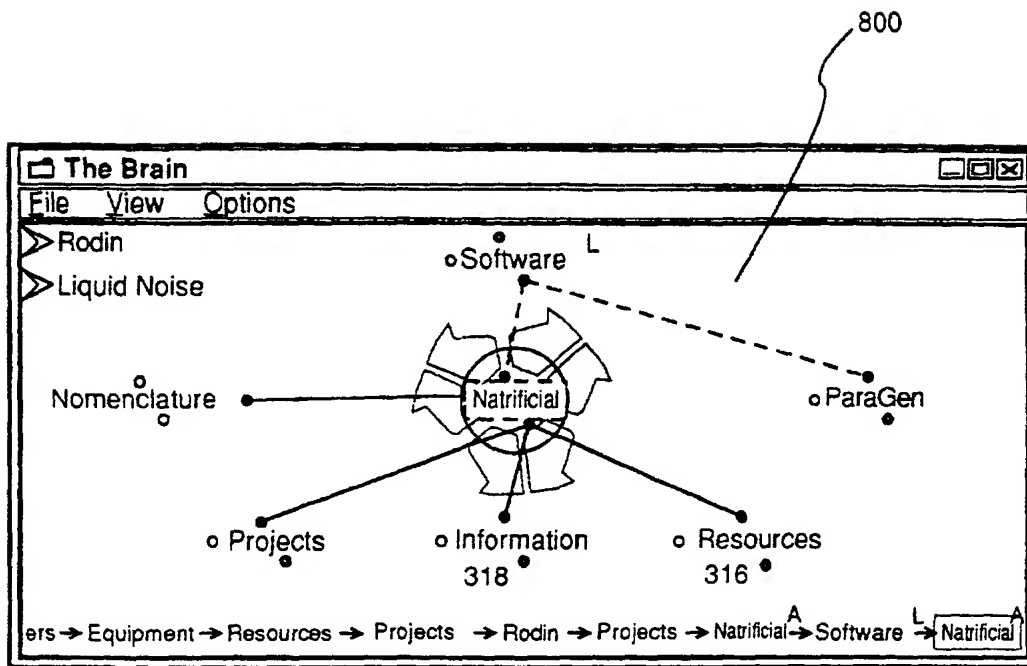 800
The Brain
File View Options
Rodin
Software L
Liquid Noise
Nomenclature
Natrificial
ParaGen
Projects
Information
Resources
318
316
A L A
ers → Equipment → Resources → Projects → Rodin → Projects → Natrificial → Software → Natrificial